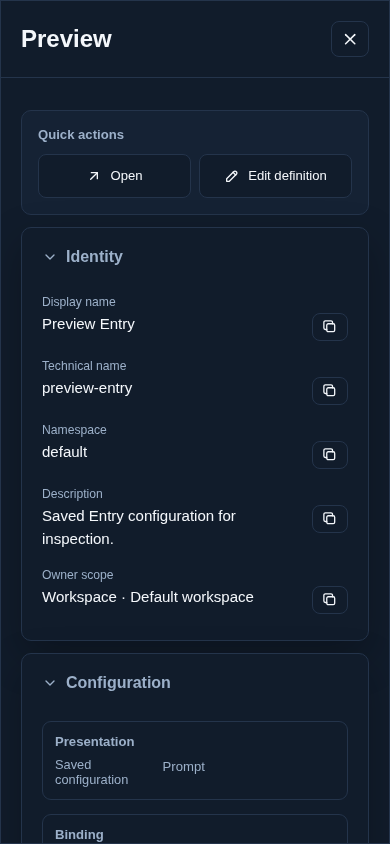 Preview
Quick actions
Open
Edit definition
Identity
Display name
Preview Entry
Technical name
preview-entry
Namespace
default
Description
Saved Entry configuration for
inspection.
Owner scope
Workspace · Default workspace
Configuration
Presentation
Saved
configuration
Prompt
Binding